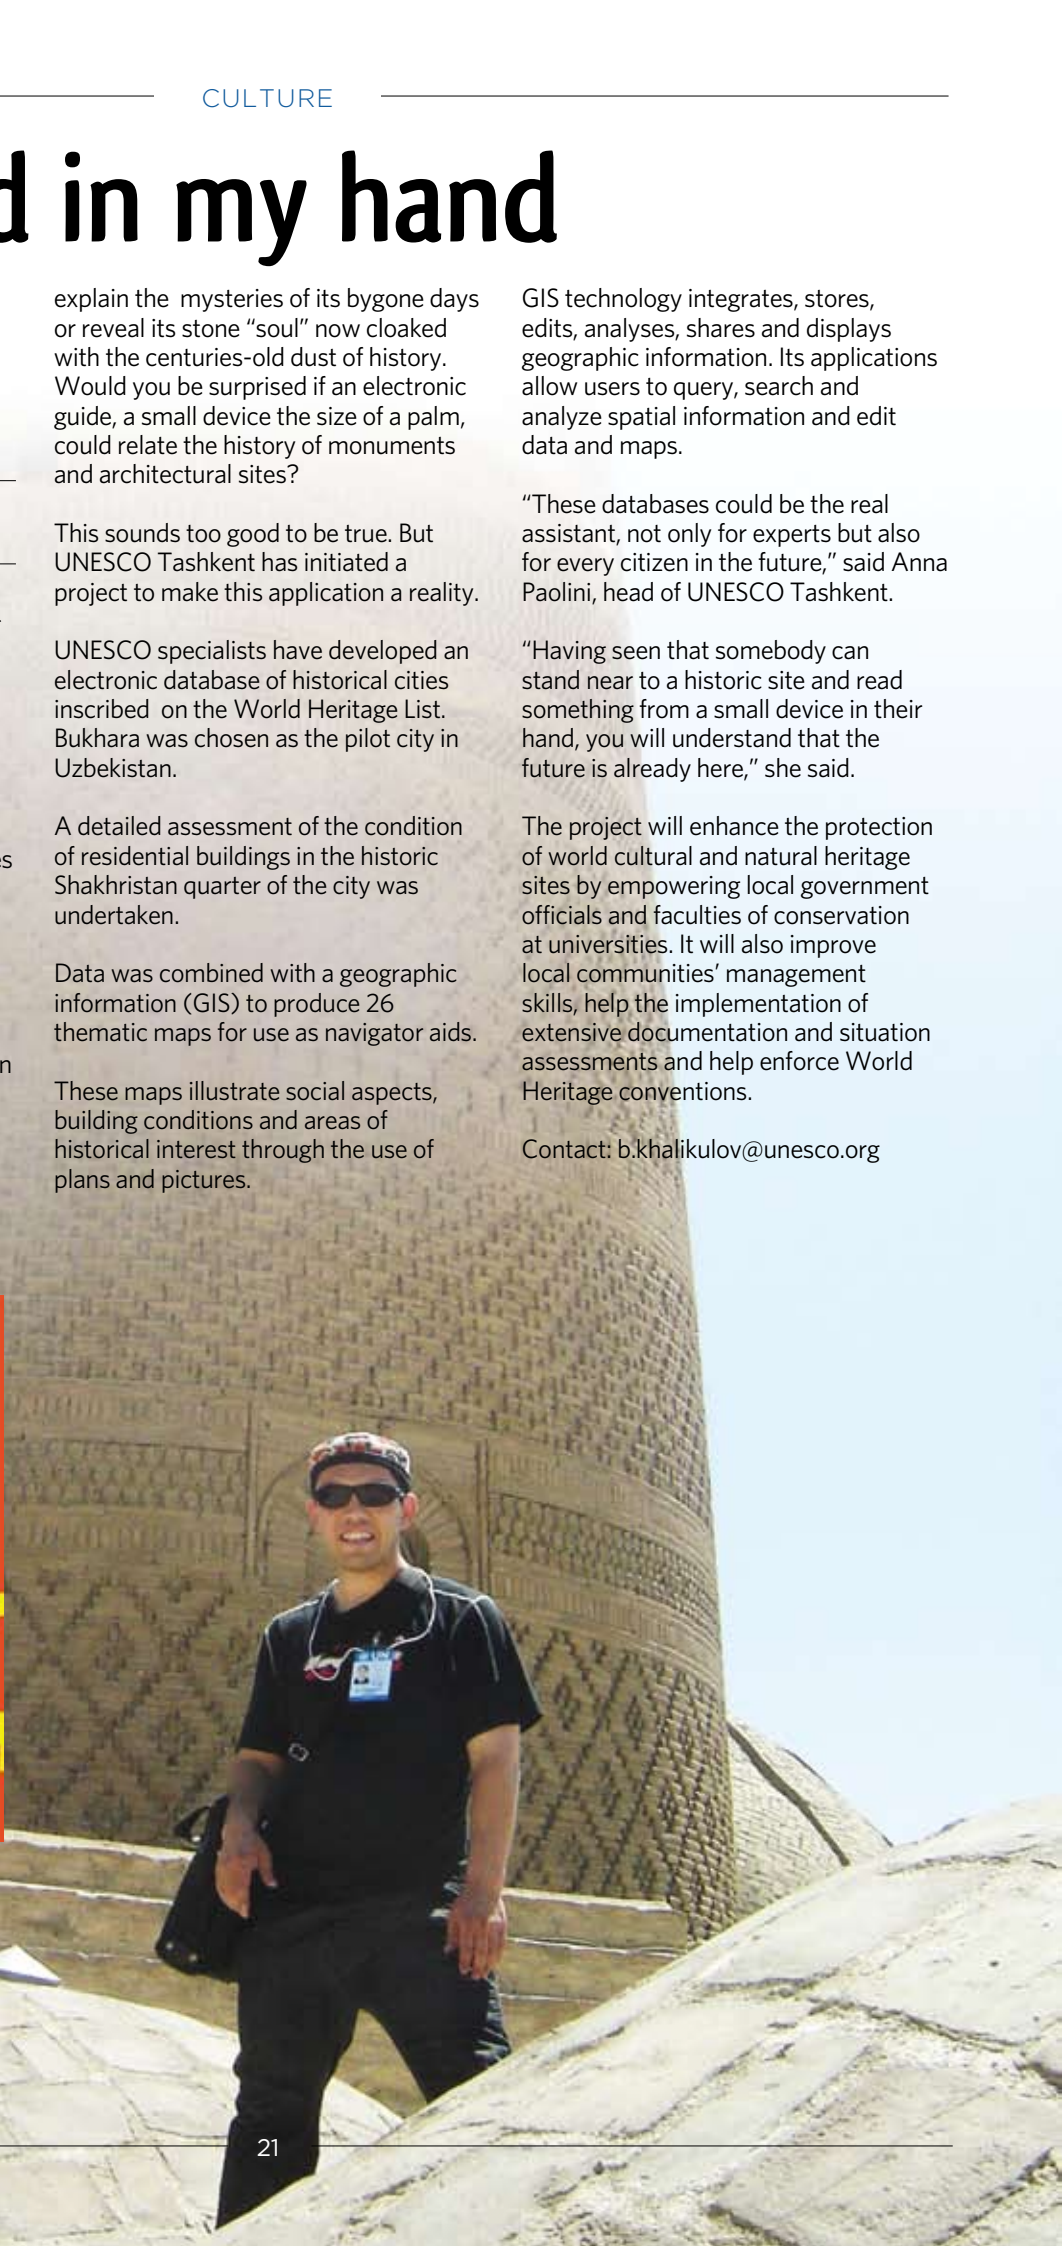 CULTURE
d in my hand
explain the  mysteries of its bygone days
or reveal its stone “soul” now cloaked
with the centuries-old dust of history.
Would you be surprised if an electronic
guide, a small device the size of a palm,
could relate the history of monuments
and architectural sites?
This sounds too good to be true. But
UNESCO Tashkent has initiated a
project to make this application a reality.
UNESCO specialists have developed an
electronic database of historical cities
inscribed  on the World Heritage List.
Bukhara was chosen as the pilot city in
Uzbekistan.
A detailed assessment of the condition
of residential buildings in the historic
Shakhristan quarter of the city was
undertaken.
Data was combined with a geographic
information (GIS) to produce 26
thematic maps for use as navigator aids.
These maps illustrate social aspects,
building conditions and areas of
historical interest through the use of
plans and pictures.
GIS technology integrates, stores,
edits, analyses, shares and displays
geographic information. Its applications
allow users to query, search and
analyze spatial information and edit
data and maps.
“These databases could be the real
assistant, not only for experts but also
for every citizen in the future,” said Anna
Paolini, head of UNESCO Tashkent.
“Having seen that somebody can
stand near to a historic site and read
something from a small device in their
hand, you will understand that the
future is already here,” she said.
The project will enhance the protection
of world cultural and natural heritage
sites by empowering local government
officials and faculties of conservation
at universities. It will also improve
local communities’ management
skills, help the implementation of
extensive documentation and situation
assessments and help enforce World
Heritage conventions.
Contact: b.khalikulov@unesco.org
21